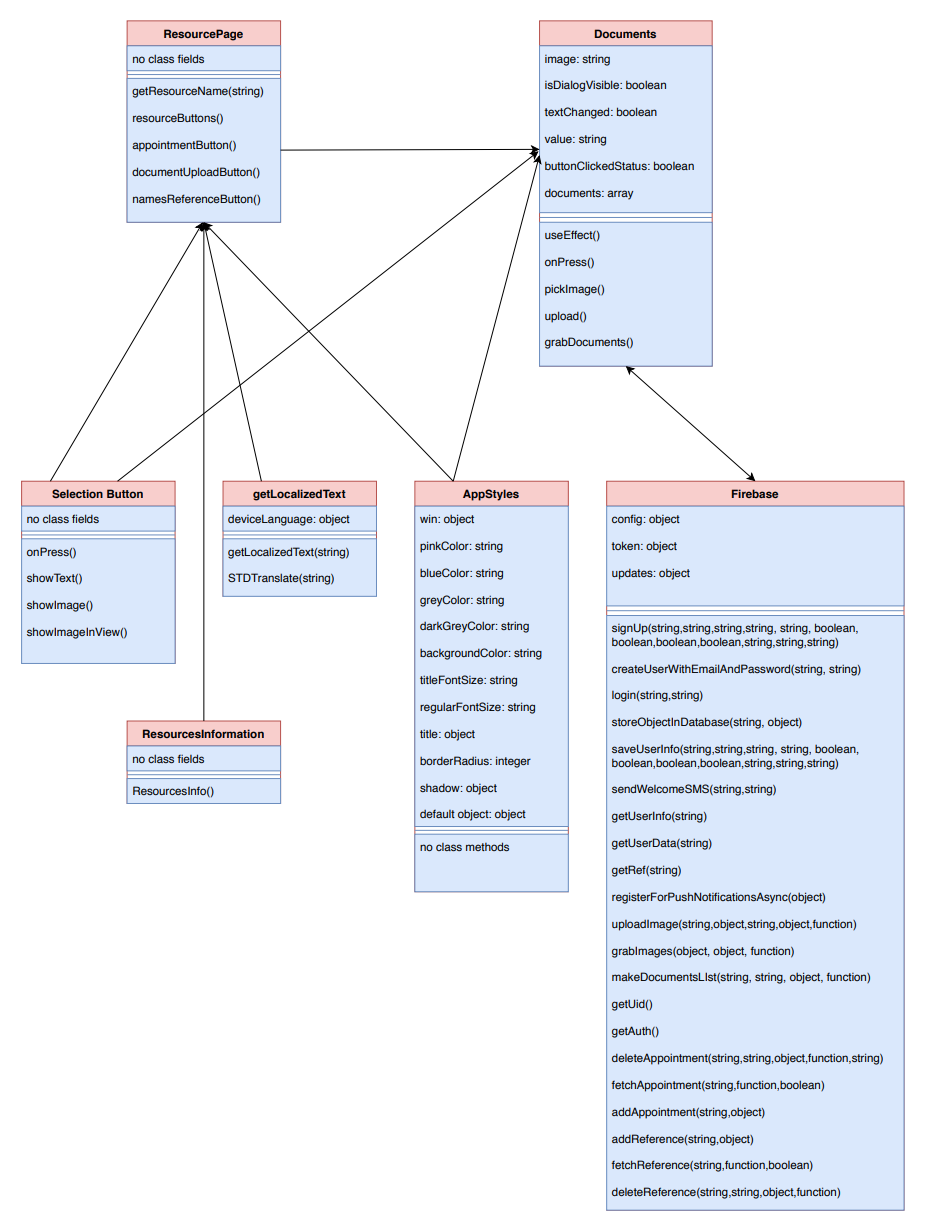 ResourcePage
no class fields
getResourceName(string)
resourceButtons()
appointmentButton()
documentUploadButton()
namesReferenceButton()
Documents
image: string
isDialogVisible: boolean
textChanged: boolean
value: string
buttonClickedStatus: boolean
documents: array
useEffect()
onPress()
pickImage()
upload()
grabDocuments()
Selection Button
no class fields
onPress()
showText()
showImage()
showImageInView()
getLocalizedText
deviceLanguage: object
getLocalizedText(string)
STDTranslate(string)
AppStyles
win: object
pinkColor: string
blueColor: string
greyColor: string
darkGreyColor: string
backgroundColor: string
titleFontSize: string
regularFontSize: string
title: object
borderRadius: integer
shadow: object
default object: object
no class methods
Firebase
config: object
token: object
updates: object
signUp(string,string,string,string, string, boolean,
boolean,boolean,boolean,string,string,string)
createUserWithEmailAndPassword(string, string)
login(string,string)
storeObjectInDatabase(string, object)
saveUserInfo(string,string,string, string, boolean,
boolean,boolean,boolean,string,string,string)
sendWelcomeSMS(string,string)
getUserInfo(string)
getUserData(string)
getRef(string)
registerForPushNotificationsAsync(object)
uploadImage(string,object,string,object,function)
grabImages(object, object, function)
makeDocumentsLIst(string, string, object, function)
getUid()
getAuth()
deleteAppointment(string,string,object,function,string)
fetchAppointment(string,function,boolean)
addAppointment(string,object)
addReference(string,object)
fetchReference(string,function,boolean)
deleteReference(string,string,object,function)
ResourcesInformation
no class fields
ResourcesInfo()